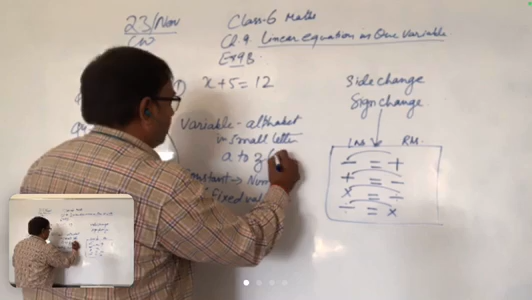 23/Nov
CW
Class-6 Maths
Ch.9 Linear equation in One Variable
Ex 9B
x+5=12
Variable - alphabet
small letter
a to z
Constant → Num
Fixed val
Side change
Sign change
LHS RHS
- = +
+ = -
× = ÷
÷ = ×